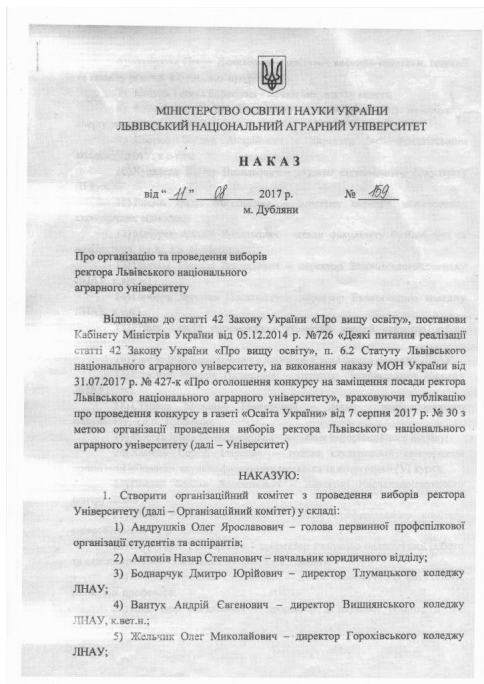 МІНІСТЕРСТВО ОСВІТИ І НАУКИ УКРАЇНИ
ЛЬВІВСЬКИЙ НАЦІОНАЛЬНИЙ АГРАРНИЙ УНІВЕРСИТЕТ
Н А К А З
від “ 11 ” 08 2017 р. № 159
м. Дубляни
Про організацію та проведення виборів
ректора Львівського національного
аграрного університету
Відповідно до статті 42 Закону України «Про вищу освіту», постанови
Кабінету Міністрів України від 05.12.2014 р. №726 «Деякі питання реалізації
статті 42 Закону України «Про вищу освіту», п. 6.2 Статуту Львівського
національного аграрного університету, на виконання наказу МОН України від
31.07.2017 р. № 427-к «Про оголошення конкурсу на заміщення посади ректора
Львівського національного аграрного університету», враховуючи публікацію
про проведення конкурсу в газеті «Освіта України» від 7 серпня 2017 р. № 30 з
метою організації проведення виборів ректора Львівського національного
аграрного університету (далі – Університет)
НАКАЗУЮ:
1. Створити організаційний комітет з проведення виборів ректора
Університету (далі – Організаційний комітет) у складі:
1) Андрушків Олег Ярославович – голова первинної профспілкової
організації студентів та аспірантів;
2) Антонів Назар Степанович – начальник юридичного відділу;
3) Боднарчук Дмитро Юрійович – директор Тлумацького коледжу
ЛНАУ;
4) Вантух Андрій Євгенович – директор Вишнянського коледжу
ЛНАУ, к.вет.н.;
5) Жельчик Олег Миколайович – директор Горохівського коледжу
ЛНАУ;